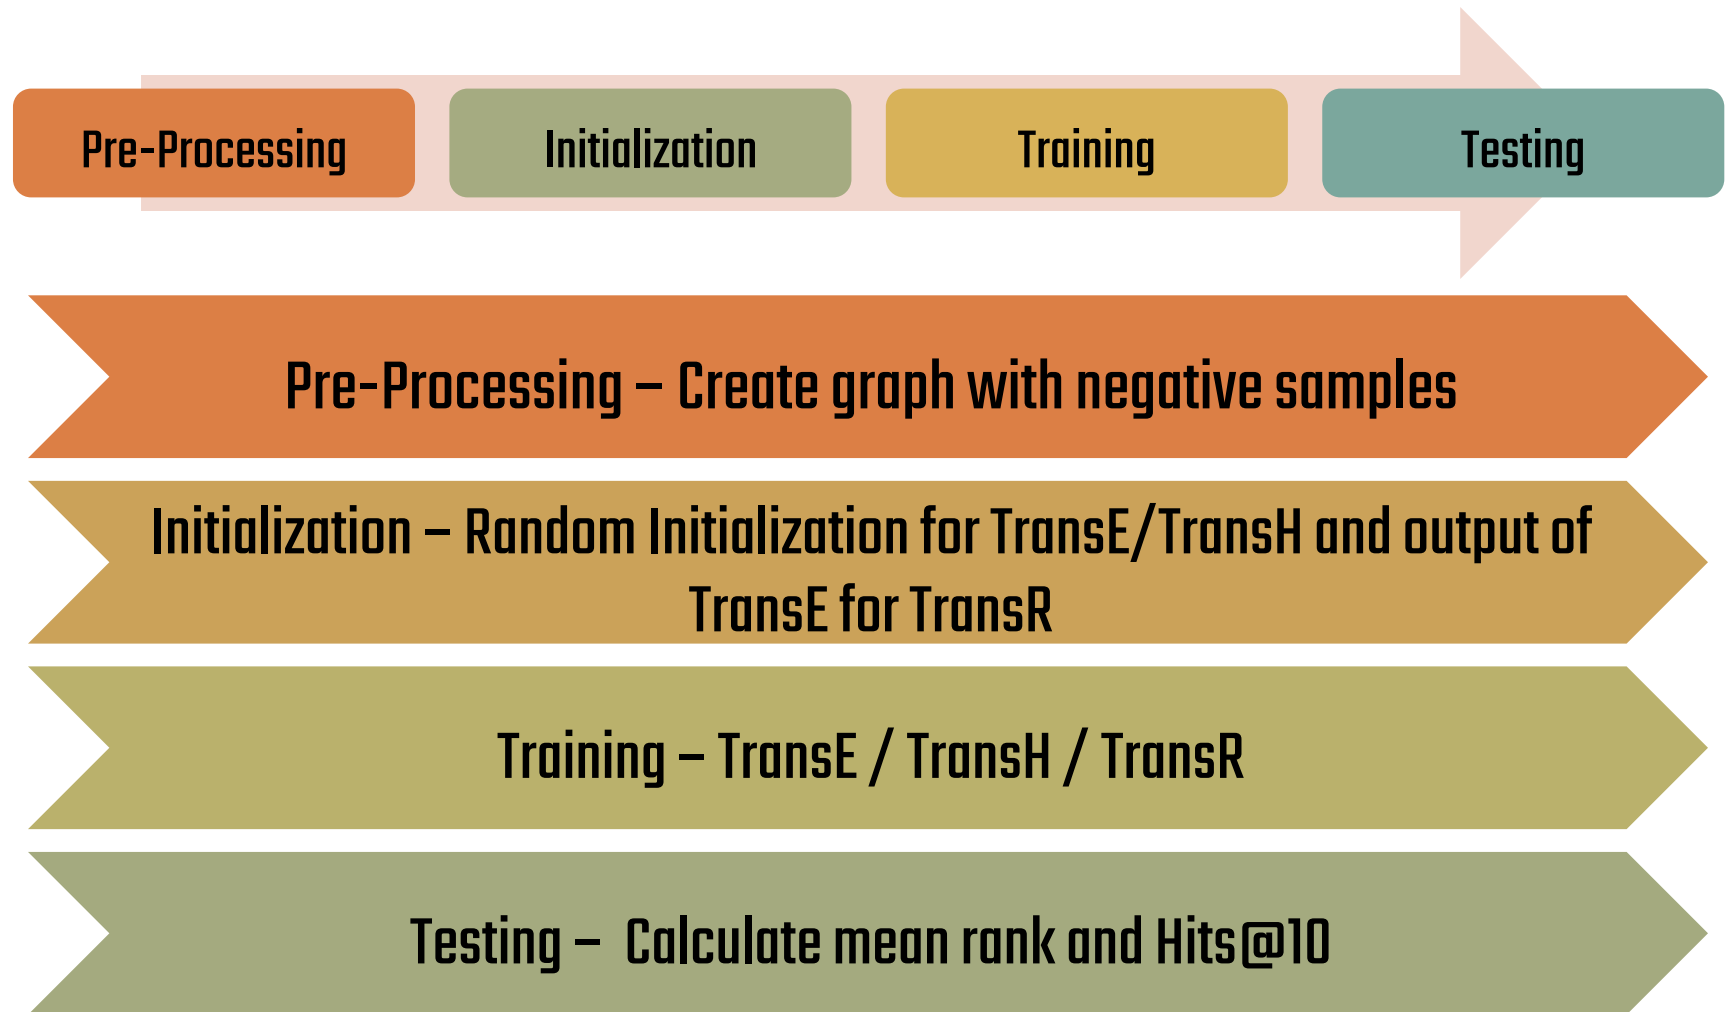 Pre-Processing
Initialization
Training
Testing
Pre-Processing – Create graph with negative samples
Initialization – Random Initialization for TransE/TransH and output of
TransE for TransR
Training – TransE / TransH / TransR
Testing – Calculate mean rank and Hits@10